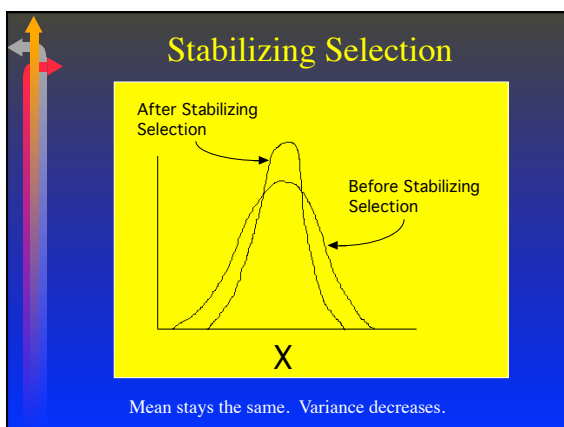 Stabilizing Selection
After Stabilizing
Selection
Before Stabilizing
Selection
X
Mean stays the same.  Variance decreases.